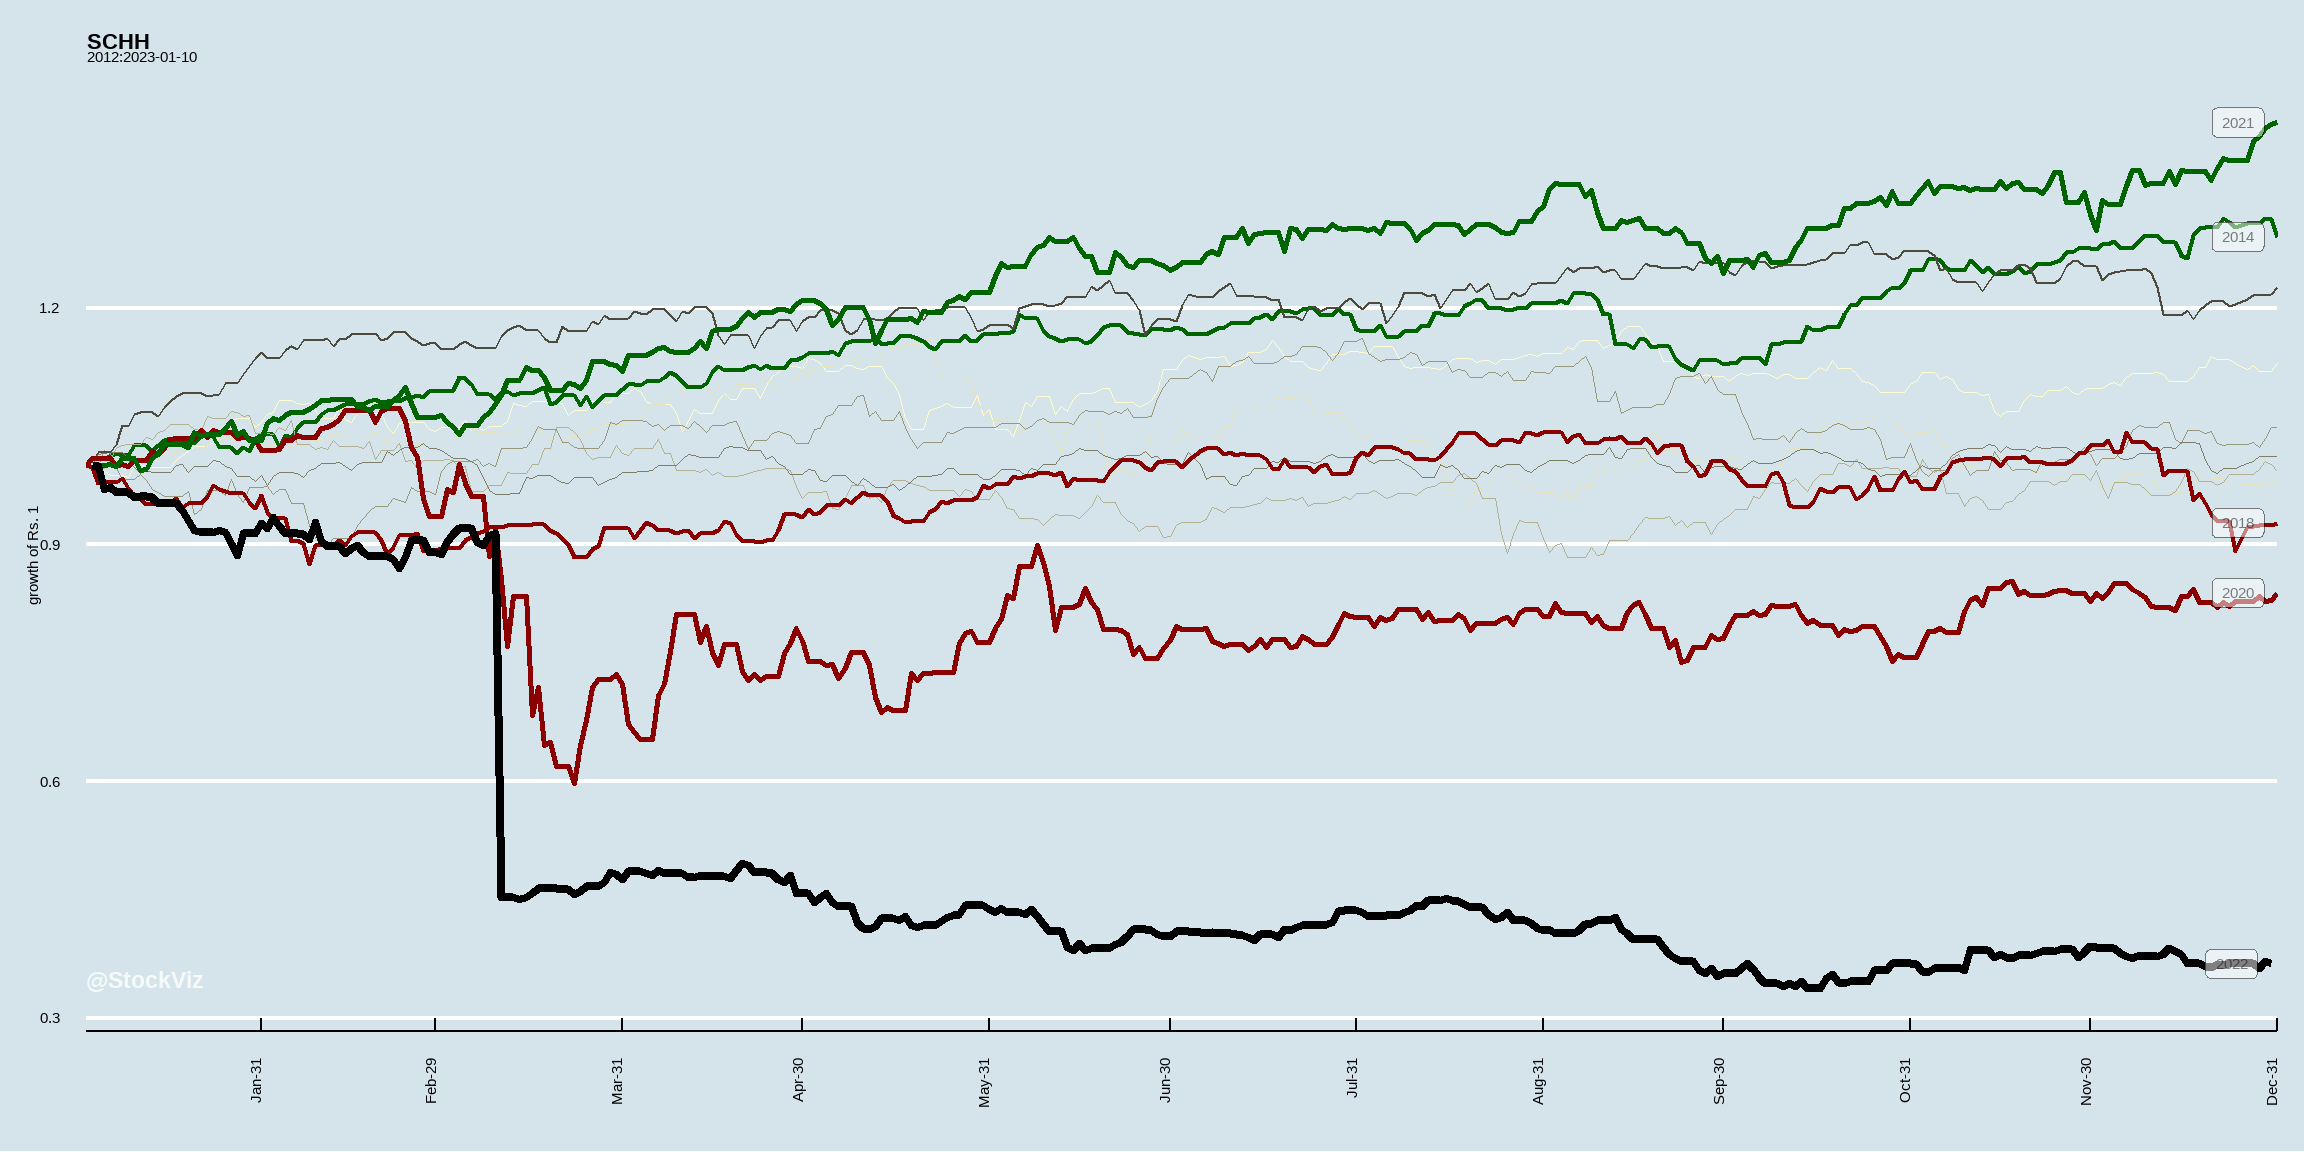 SCHH
2012:2023-01-10
2021
2014
1.2
2018
0.9
growth of Rs. 1
2020
0.6
2022
@StockViz
0.3
Jan-31
Feb-29
Mar-31
Apr-30
May-31
Jun-30
Jul-31
Aug-31
Sep-30
Oct-31
Nov-30
Dec-31